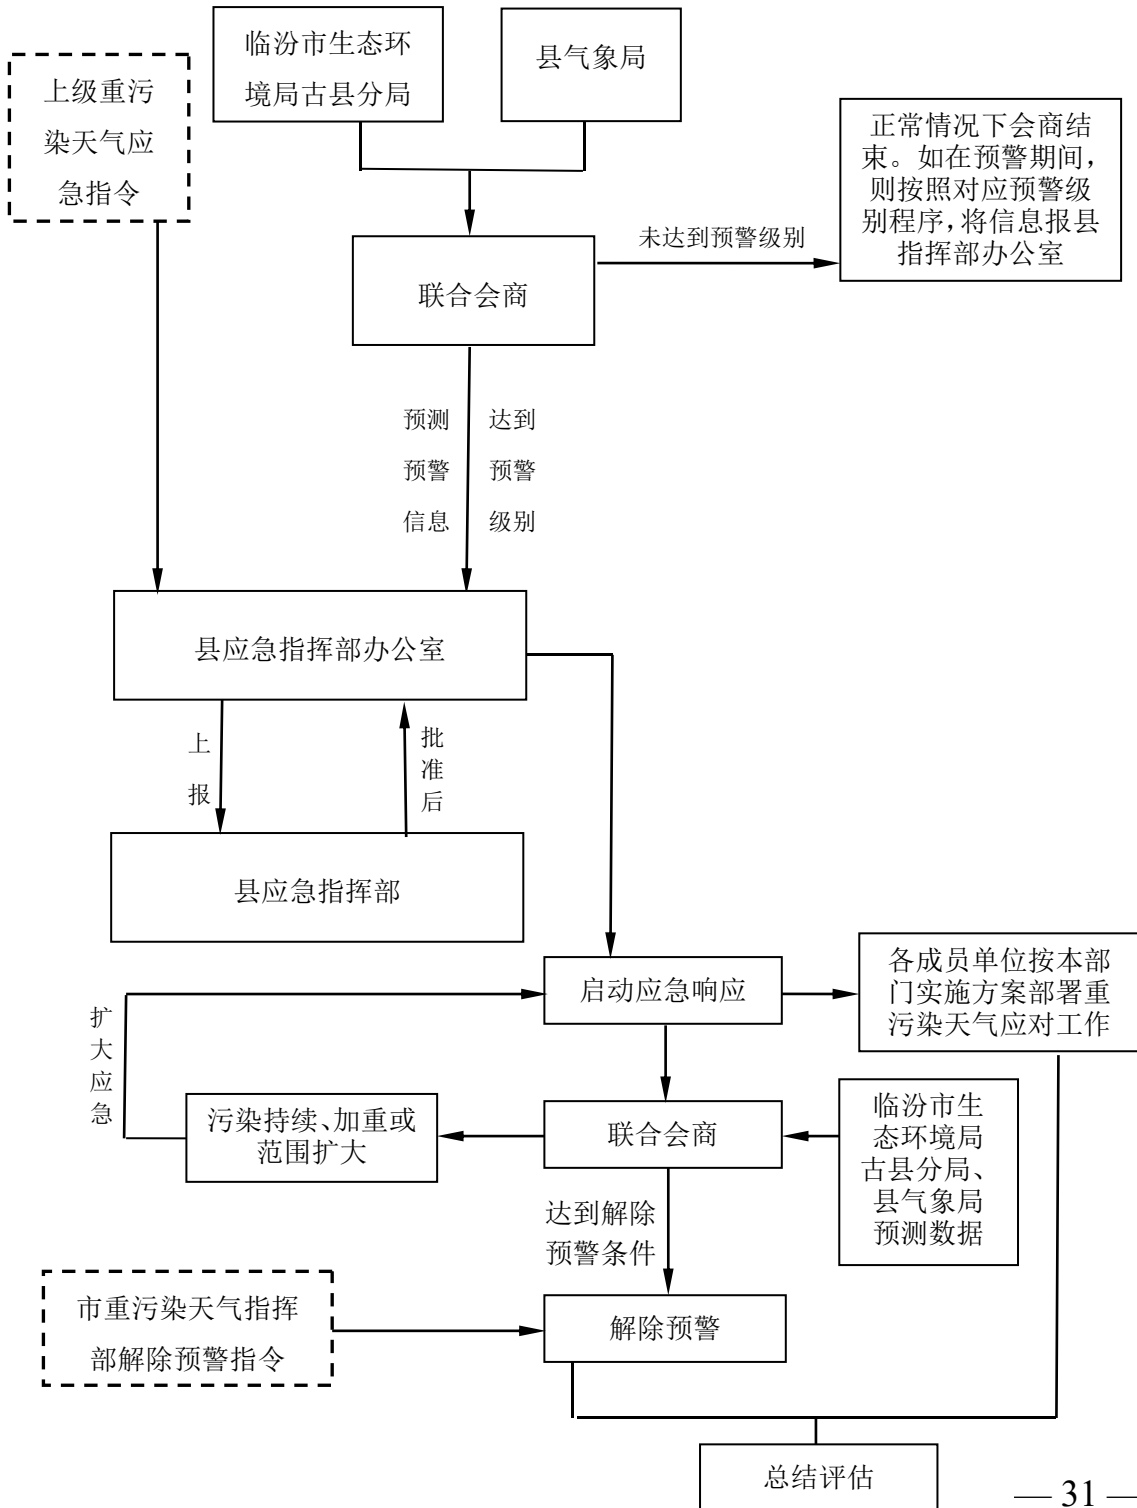 临汾市生态环
境局古县分局
县气象局
上级重污
染天气应
急指令
正常情况下会商结
束。如在预警期间，
则按照对应预警级
别程序，将信息报县
指挥部办公室
未达到预警级别
联合会商
预测
预警
信息
达到
预警
级别
县应急指挥部办公室
上
报
批
准
后
县应急指挥部
启动应急响应
各成员单位按本部
门实施方案部署重
污染天气应对工作
扩
大
应
急
污染持续、加重或
范围扩大
联合会商
临汾市生
态环境局
古县分局、
县气象局
预测数据
达到解除
预警条件
市重污染天气指挥
部解除预警指令
解除预警
总结评估
— 31 —